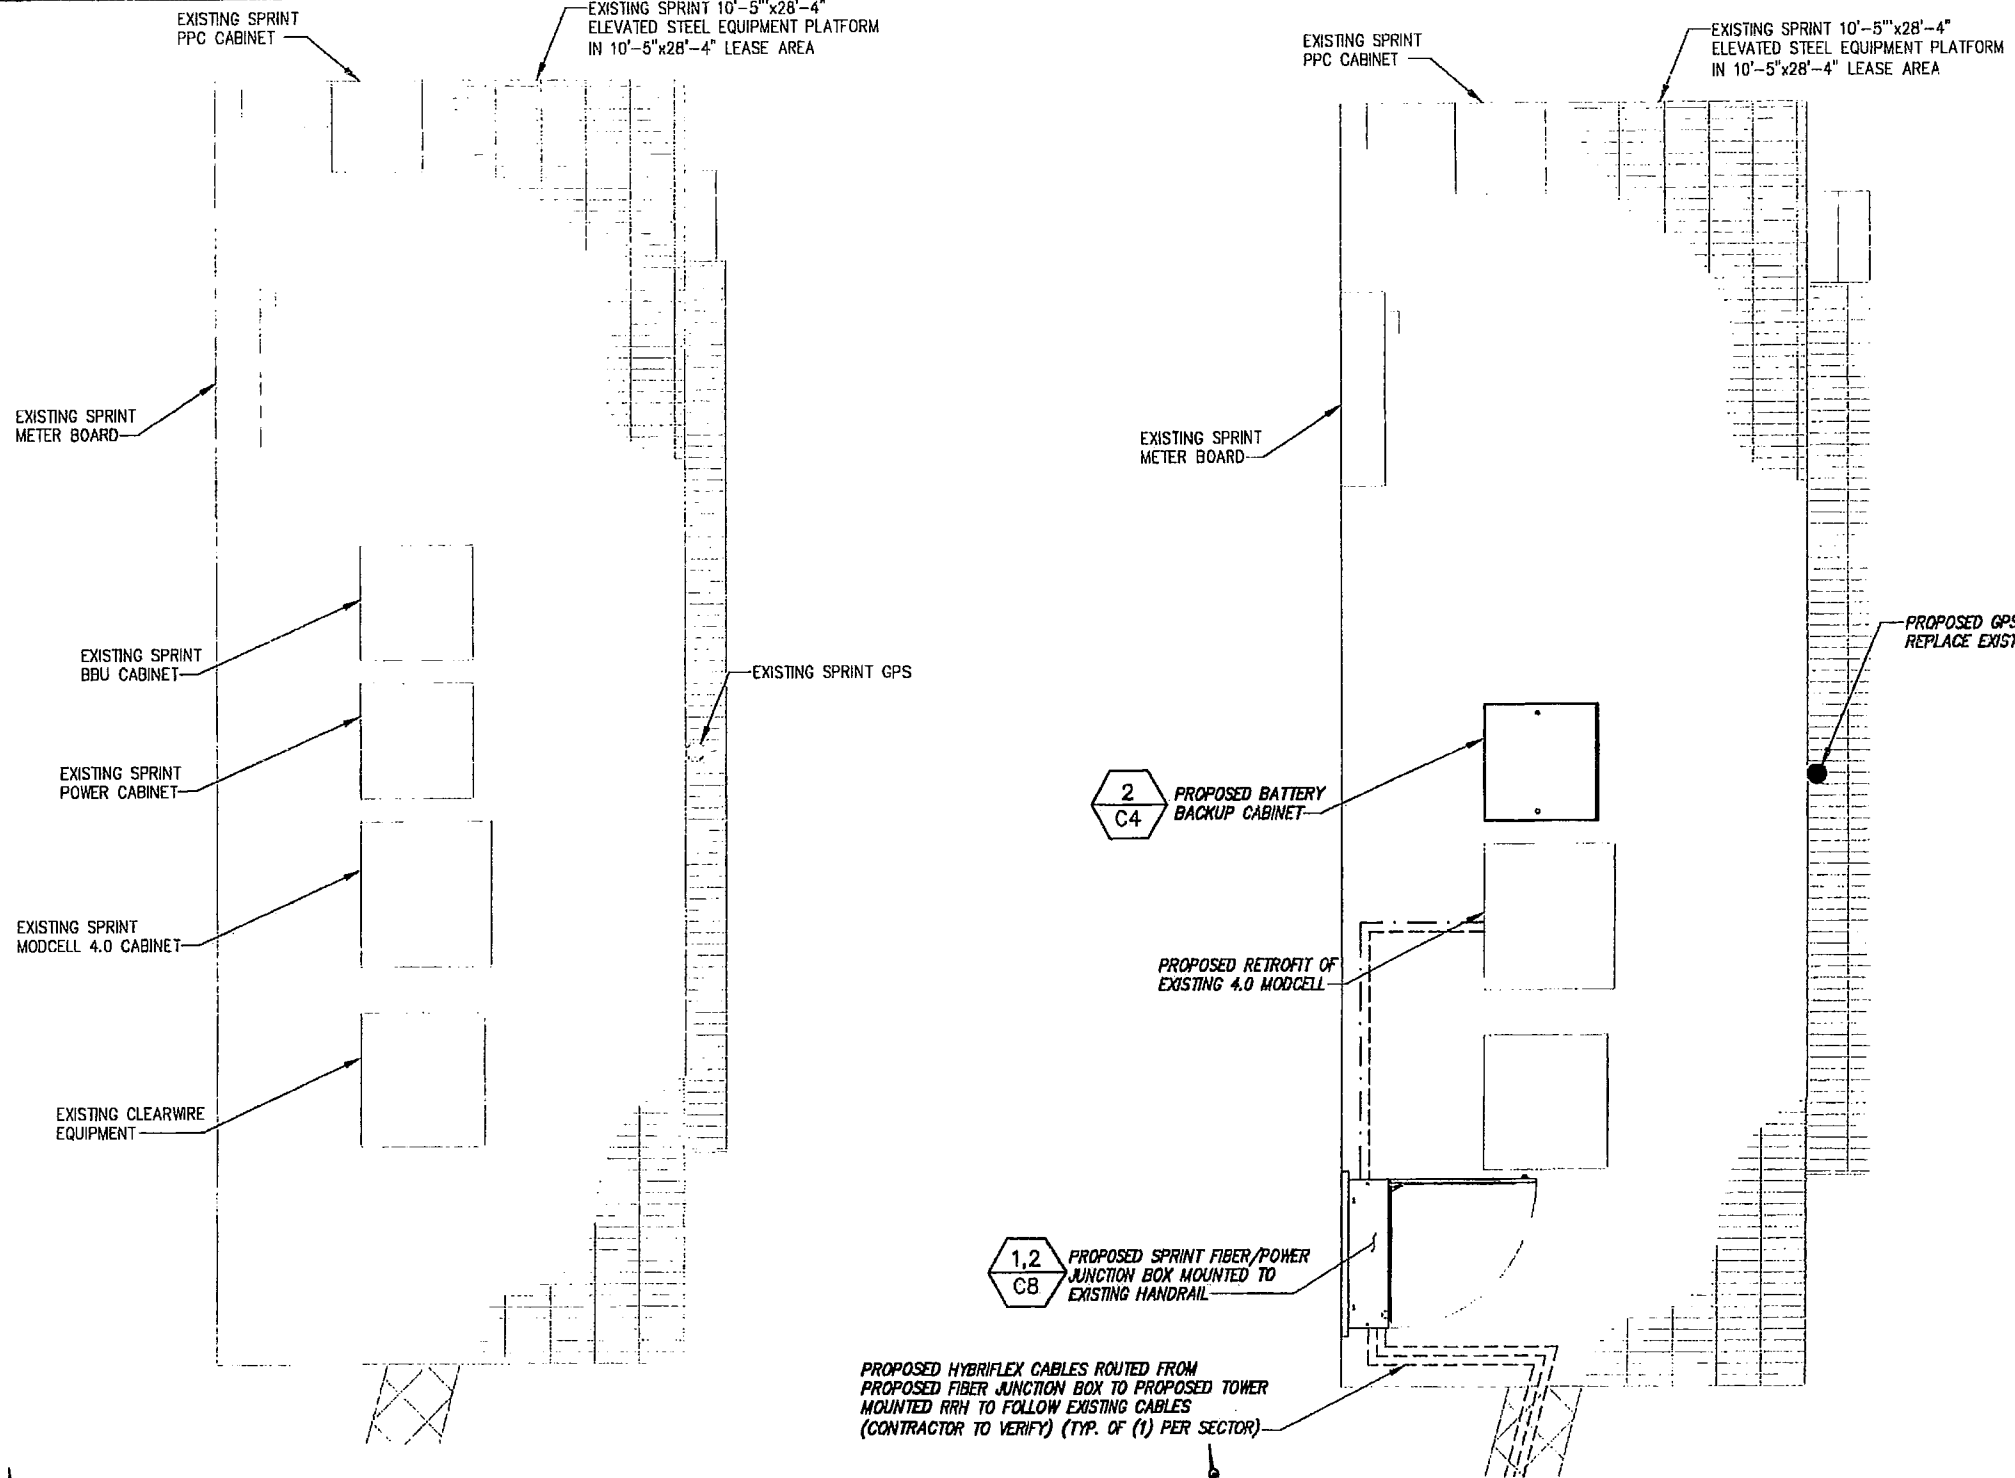 EXISTING SPRINT
PPC CABINET
EXISTING SPRINT 10'-5"'x28'-4"
ELEVATED STEEL EQUIPMENT PLATFORM
IN 10'-5"x28'-4" LEASE AREA
EXISTING SPRINT
METER BOARD
EXISTING SPRINT
BBU CABINET
EXISTING SPRINT GPS
EXISTING SPRINT
POWER CABINET
EXISTING SPRINT
MODCELL 4.0 CABINET
EXISTING CLEARWIRE
EQUIPMENT
EXISTING SPRINT
PPC CABINET
EXISTING SPRINT 10'-5"'x28'-4"
ELEVATED STEEL EQUIPMENT PLATFORM
IN 10'-5"x28'-4" LEASE AREA
EXISTING SPRINT
METER BOARD
PROPOSED GPS
REPLACE EXIST
2
C4
PROPOSED BATTERY
BACKUP CABINET
PROPOSED RETROFIT OF
EXISTING 4.0 MODCELL
1,2
C8
PROPOSED SPRINT FIBER/POWER
JUNCTION BOX MOUNTED TO
EXISTING HANDRAIL
PROPOSED HYBRIFLEX CABLES ROUTED FROM
PROPOSED FIBER JUNCTION BOX TO PROPOSED TOWER
MOUNTED RRH TO FOLLOW EXISTING CABLES
(CONTRACTOR TO VERIFY) (TYP. OF (1) PER SECTOR)